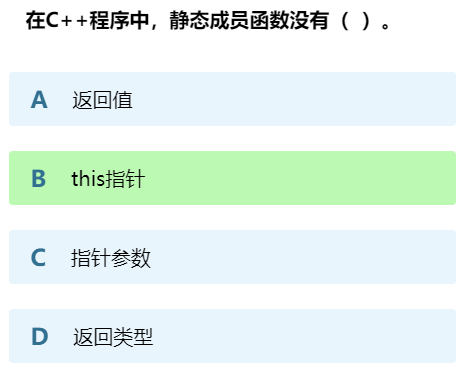 在C++程序中，静态成员函数没有（ ）。
A 返回值
B this指针
C 指针参数
D 返回类型